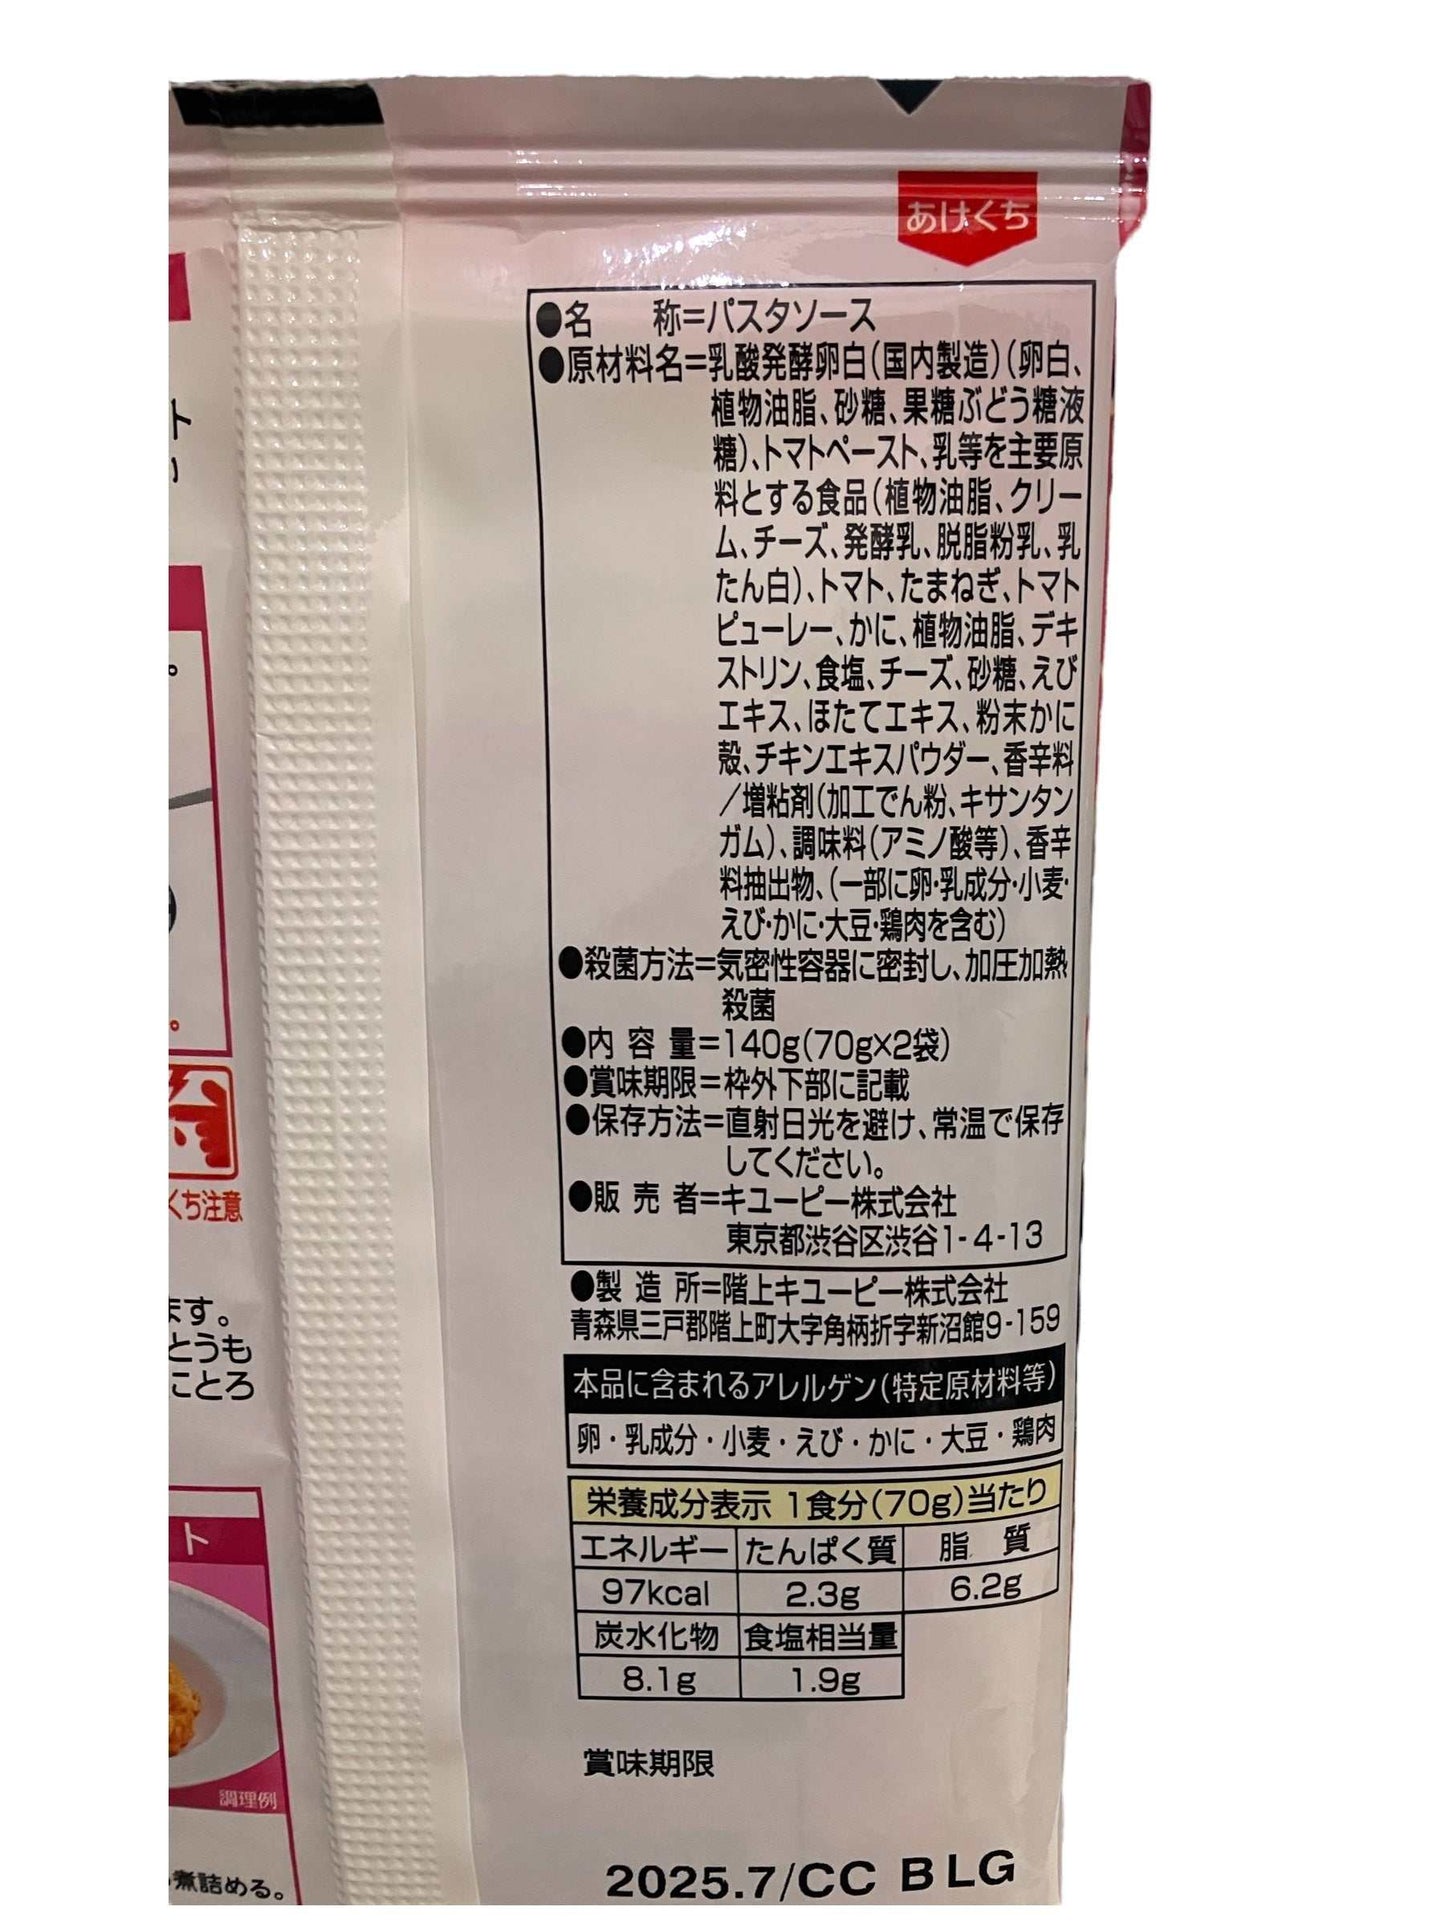 あけくち
●名　　称=パスタソース
●原材料名=乳酸発酵卵白(国内製造)(卵白、
植物油脂、砂糖、果糖ぶどう糖液
糖)、トマトペースト、乳等を主要原
料とする食品(植物油脂、クリー
ム、チーズ、発酵乳、脱脂粉乳、乳
たん白)、トマト、たまねぎ、トマト
ピューレー、かに、植物油脂、デキ
ストリン、食塩、チーズ、砂糖、えび
エキス、ほたてエキス、粉末かに
殻、チキンエキスパウダー、香辛料
/増粘剤(加工でん粉、キサンタン
ガム)、調味料(アミノ酸等)、香辛
料抽出物、(一部に卵・乳成分・小麦・
えび・かに・大豆・鶏肉を含む)
●殺菌方法=気密性容器に密封し、加圧加熱
殺菌
●内 容 量=140g(70g×2袋)
●賞味期限=枠外下部に記載
●保存方法=直射日光を避け、常温で保存
してください。
●販 売 者=キユーピー株式会社
東京都渋谷区渋谷1-4-13
●製 造 所=階上キユーピー株式会社
青森県三戸郡階上町大字角柄折字新沼館9-159
本品に含まれるアレルゲン(特定原材料等)
卵・乳成分・小麦・えび・かに・大豆・鶏肉
栄養成分表示 1食分(70g)当たり
エネルギー たんぱく質 脂 質
97kcal 2.3g 6.2g
炭水化物 食塩相当量
8.1g 1.9g
賞味期限
2025.7/CC BLG
ト
くち注意
ます。
とうも
ことろ
ト
調理例
煮詰める。